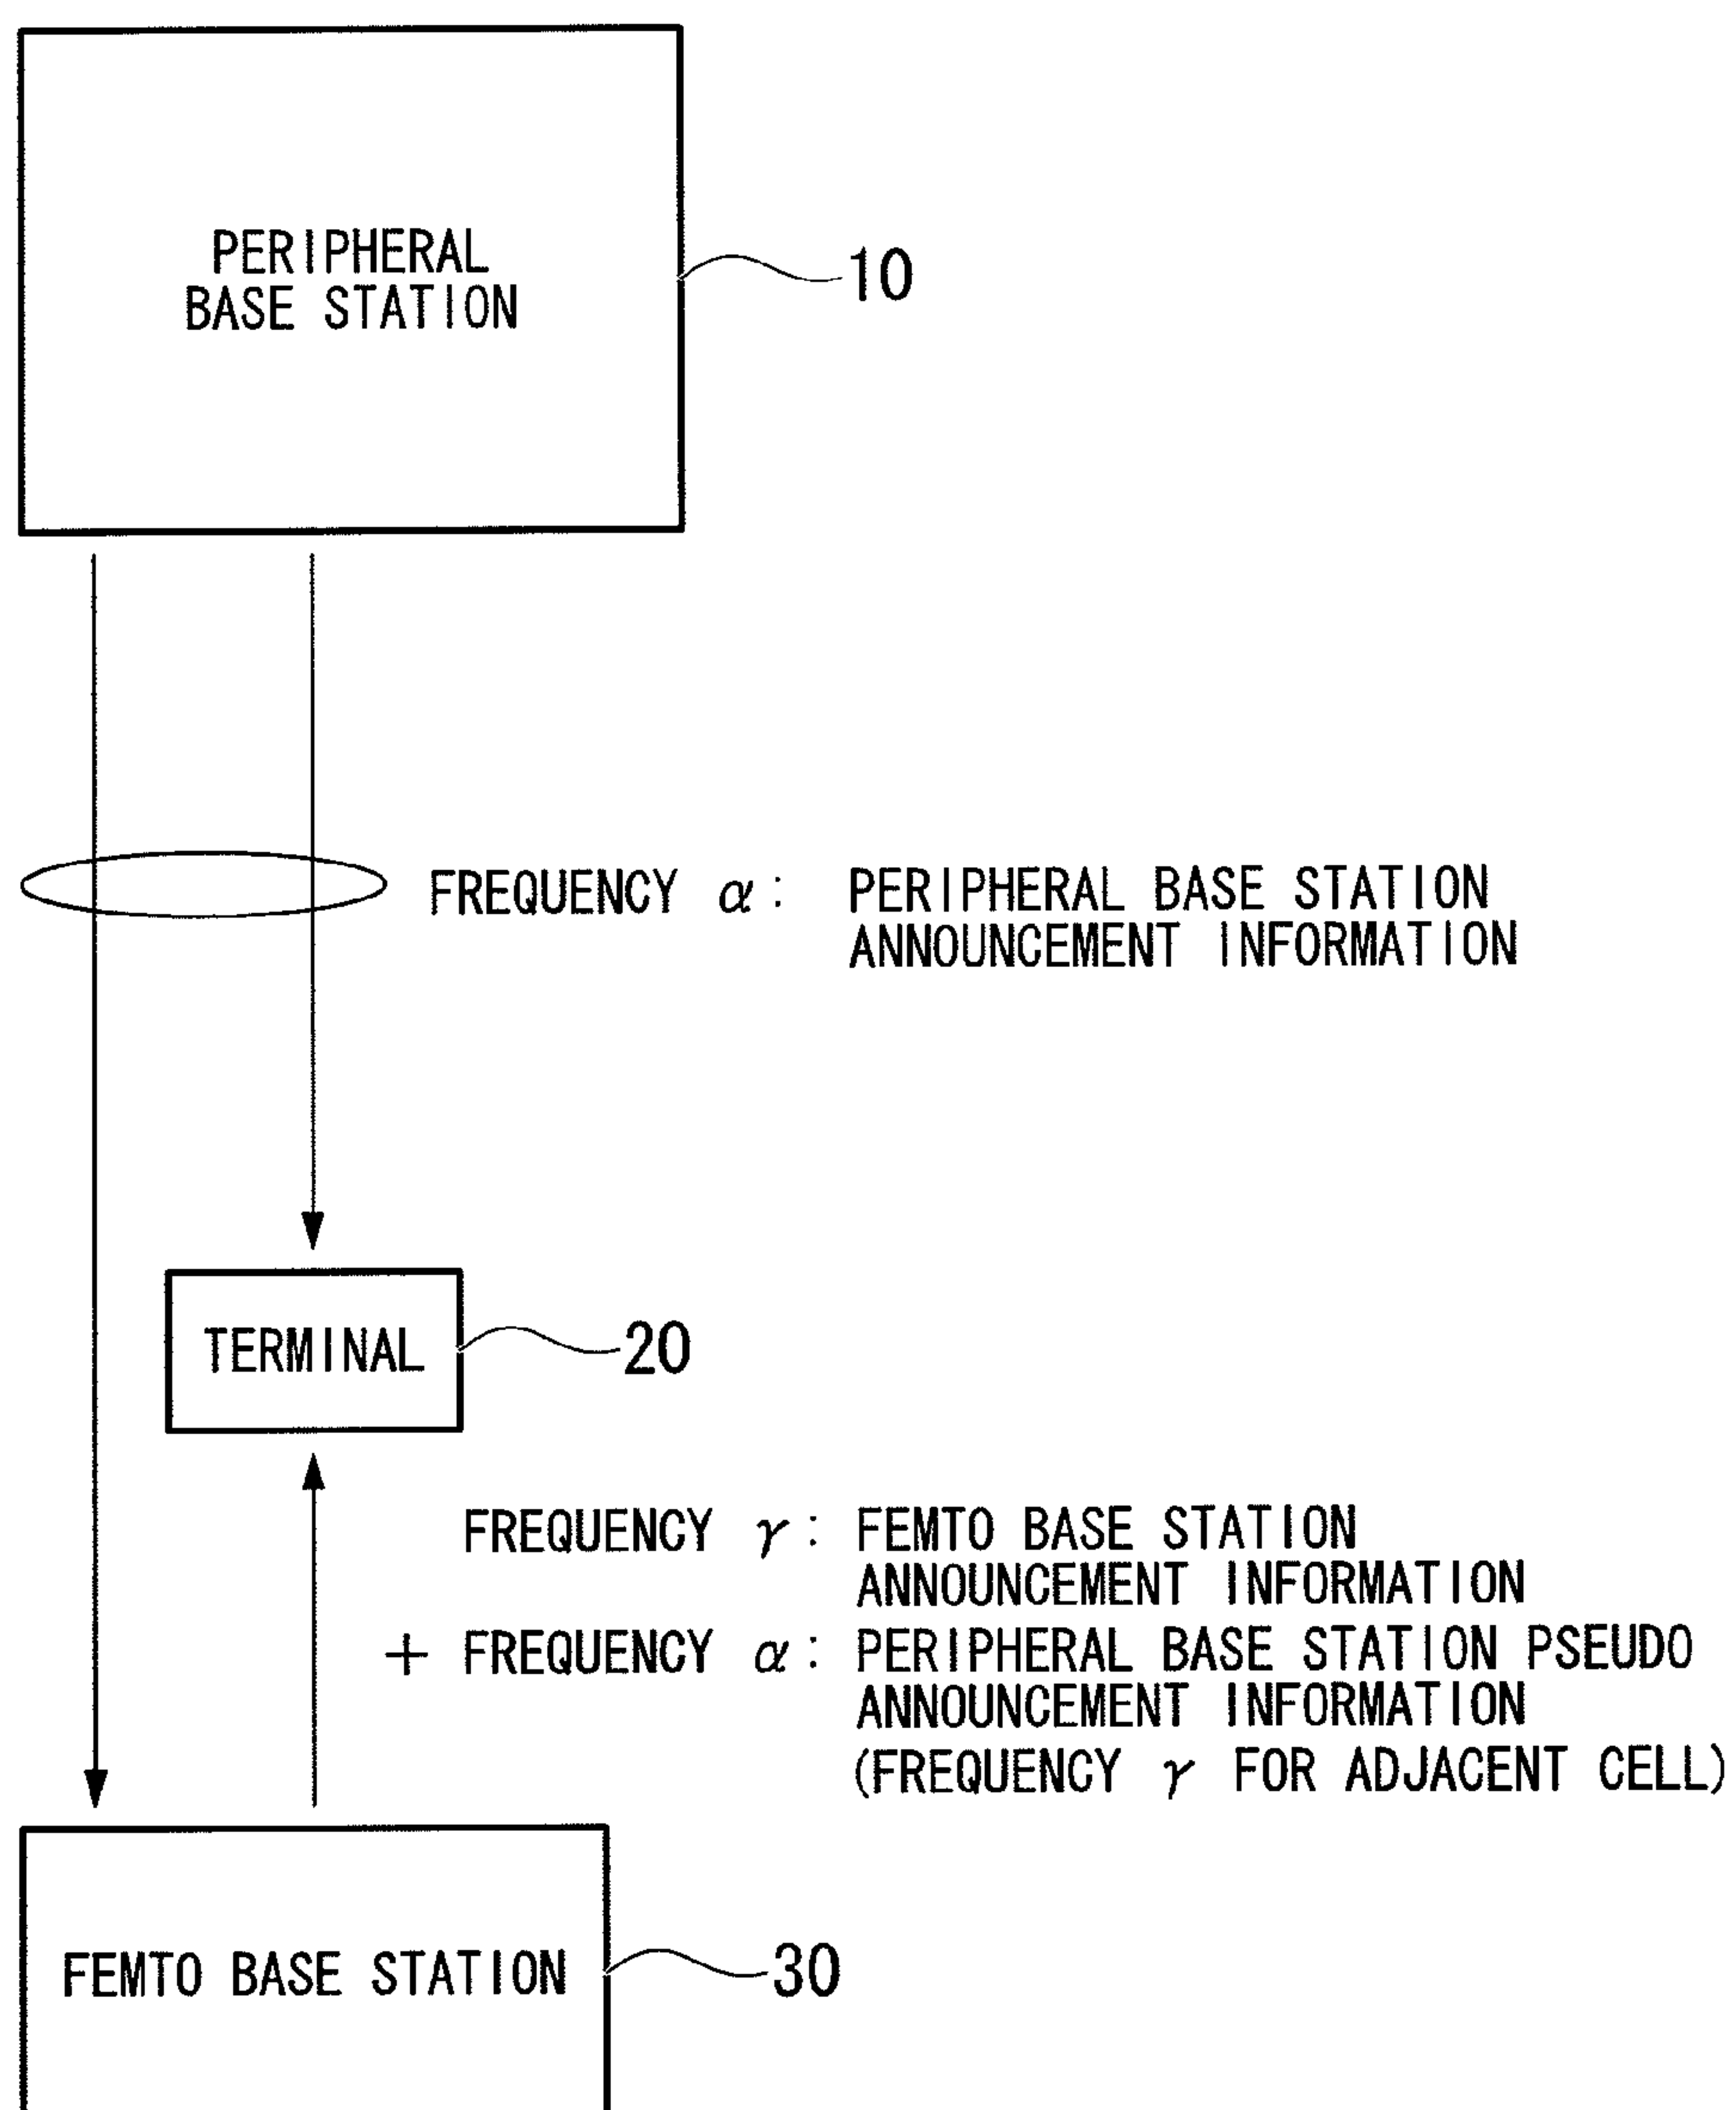 PERIPHERAL
BASE STATION
10
FREQUENCY α: PERIPHERAL BASE STATION
ANNOUNCEMENT INFORMATION
TERMINAL
20
FREQUENCY γ: FEMTO BASE STATION
ANNOUNCEMENT INFORMATION
+ FREQUENCY α: PERIPHERAL BASE STATION PSEUDO
ANNOUNCEMENT INFORMATION
(FREQUENCY γ FOR ADJACENT CELL)
FEMTO BASE STATION
30